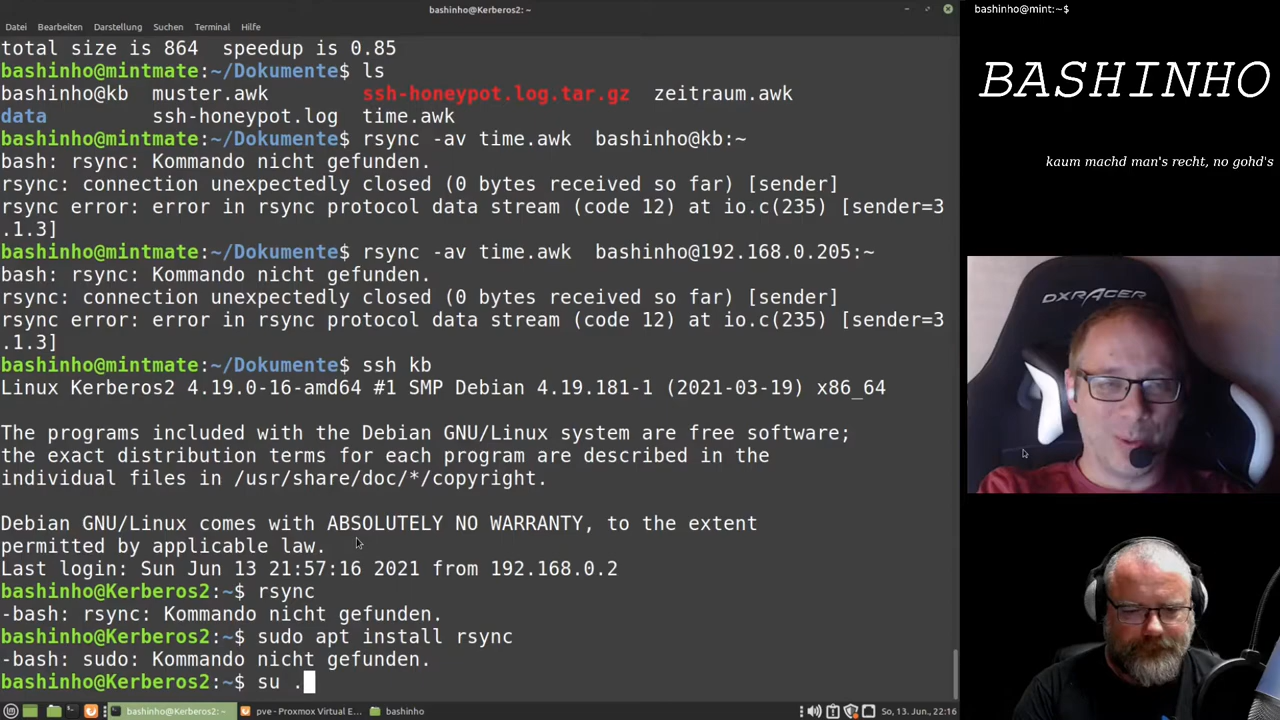 bashinho@Kerberos2: ~
Datei Bearbeiten Darstellung Suchen Terminal Hilfe
total size is 864  speedup is 0.85
bashinho@mintmate:~/Dokumente$ ls
bashinho@kb  muster.awk        ssh-honeypot.log.tar.gz  zeitraum.awk
data         ssh-honeypot.log  time.awk
bashinho@mintmate:~/Dokumente$ rsync -av time.awk  bashinho@kb:~
bash: rsync: Kommando nicht gefunden.
rsync: connection unexpectedly closed (0 bytes received so far) [sender]
rsync error: error in rsync protocol data stream (code 12) at io.c(235) [sender=3
.1.3]
bashinho@mintmate:~/Dokumente$ rsync -av time.awk  bashinho@192.168.0.205:~
bash: rsync: Kommando nicht gefunden.
rsync: connection unexpectedly closed (0 bytes received so far) [sender]
rsync error: error in rsync protocol data stream (code 12) at io.c(235) [sender=3
.1.3]
bashinho@mintmate:~/Dokumente$ ssh kb
Linux Kerberos2 4.19.0-16-amd64 #1 SMP Debian 4.19.181-1 (2021-03-19) x86_64
The programs included with the Debian GNU/Linux system are free software;
the exact distribution terms for each program are described in the
individual files in /usr/share/doc/*/copyright.
Debian GNU/Linux comes with ABSOLUTELY NO WARRANTY, to the extent
permitted by applicable law.
Last login: Sun Jun 13 21:57:16 2021 from 192.168.0.2
bashinho@Kerberos2:~$ rsync
-bash: rsync: Kommando nicht gefunden.
bashinho@Kerberos2:~$ sudo apt install rsync
-bash: sudo: Kommando nicht gefunden.
bashinho@Kerberos2:~$ su .
bashinho@Kerberos2: ~
pve - Proxmox Virtual E...
bashinho
So, 13. Jun., 22:16
bashinho@mint:~$
BASHINHO
kaum machd man's recht, no gohd's
DXRACER